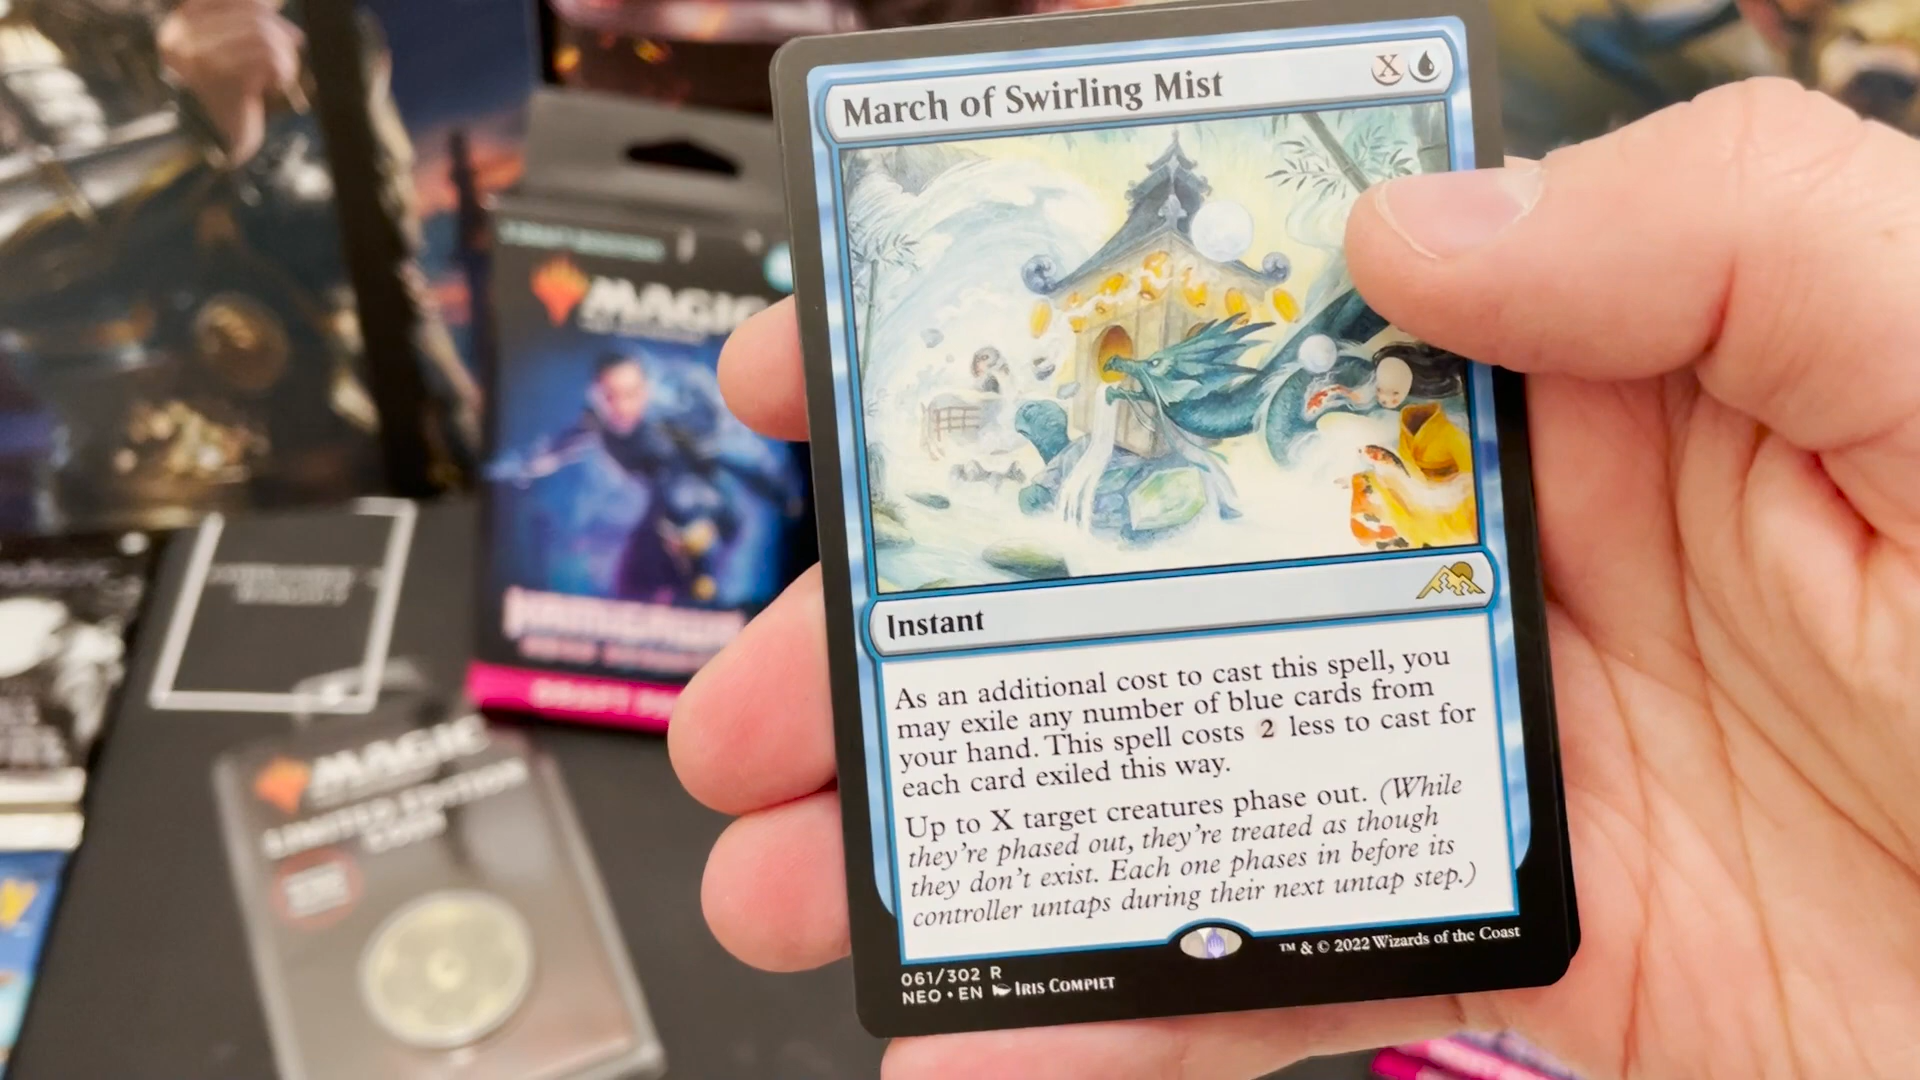 March of Swirling Mist
X
Instant
As an additional cost to cast this spell, you
may exile any number of blue cards from
your hand. This spell costs 2 less to cast for
each card exiled this way.
Up to X target creatures phase out. (While
they're phased out, they're treated as though
they don't exist. Each one phases in before its
controller untaps during their next untap step.)
061/302 R
NEO • EN IRIS COMPIET
™ & © 2022 Wizards of the Coast
MAGIC
MAGIC
LIMITED EDITION
COIN